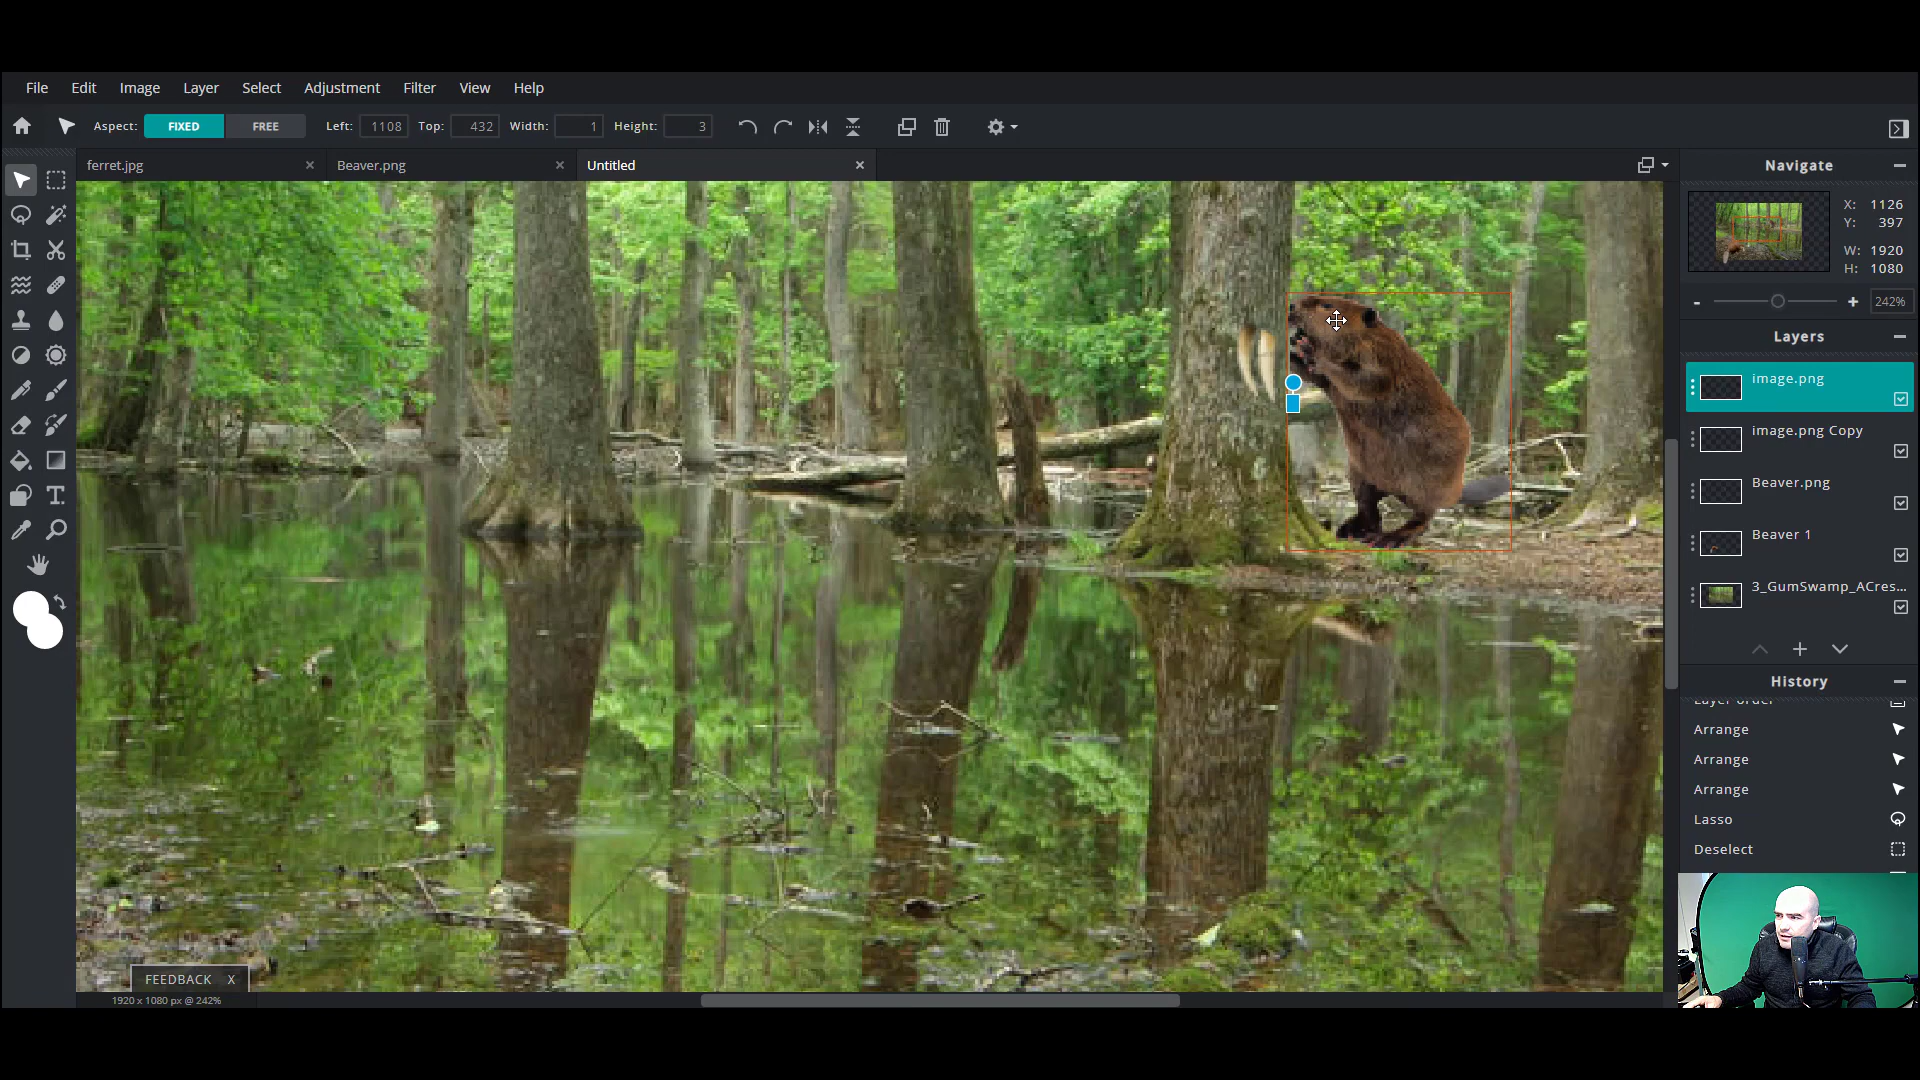 File Edit Image Layer Select Adjustment Filter View Help
Aspect: FIXED FREE Left: 1108 Top: 432 Width: 1 Height: 3
ferret.jpg Beaver.png Untitled
Navigate
X: 1126
Y: 397
W: 1920
H: 1080
- + 242%
Layers
image.png
image.png Copy
Beaver.png
Beaver 1
3_GumSwamp_ACres...
History
Layer order
Arrange
Arrange
Arrange
Lasso
Deselect
FEEDBACK X
1920 x 1080 px @ 242%